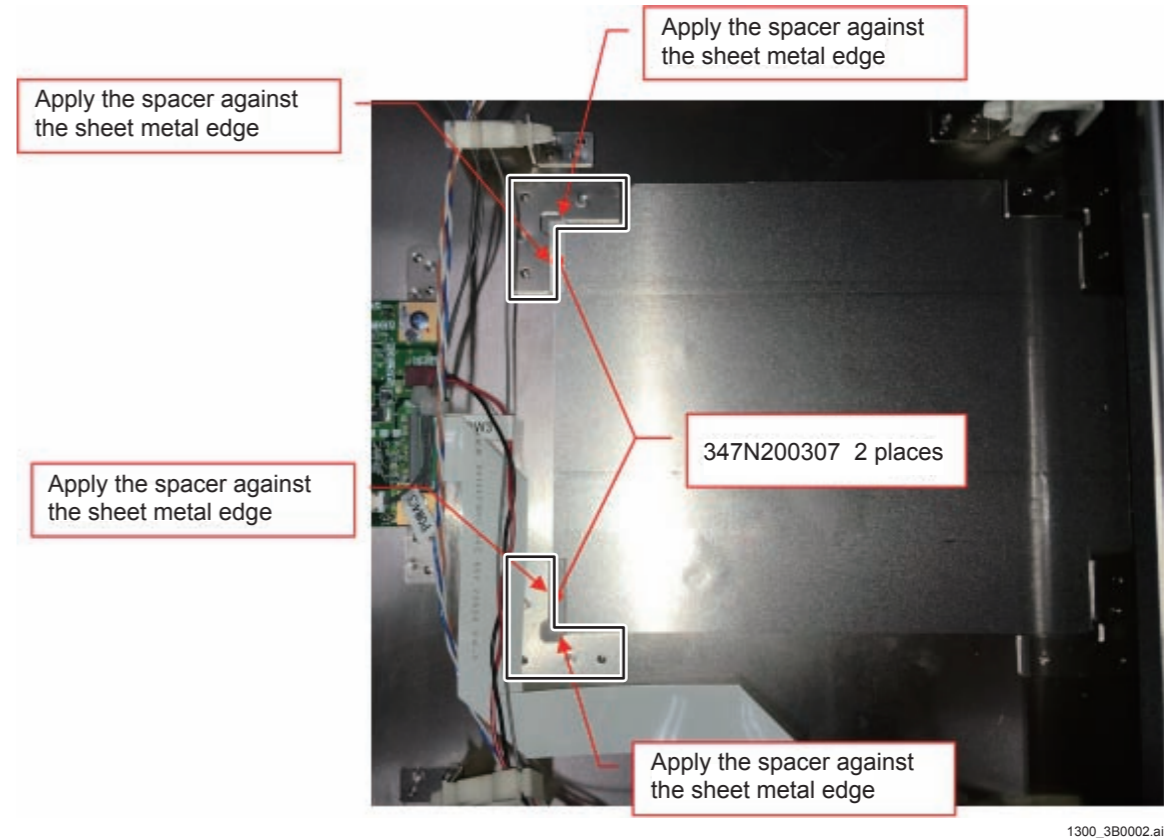 Apply the spacer against
the sheet metal edge
Apply the spacer against
the sheet metal edge
347N200307 2 places
Apply the spacer against
the sheet metal edge
Apply the spacer against
the sheet metal edge
1300_3B0002.ai